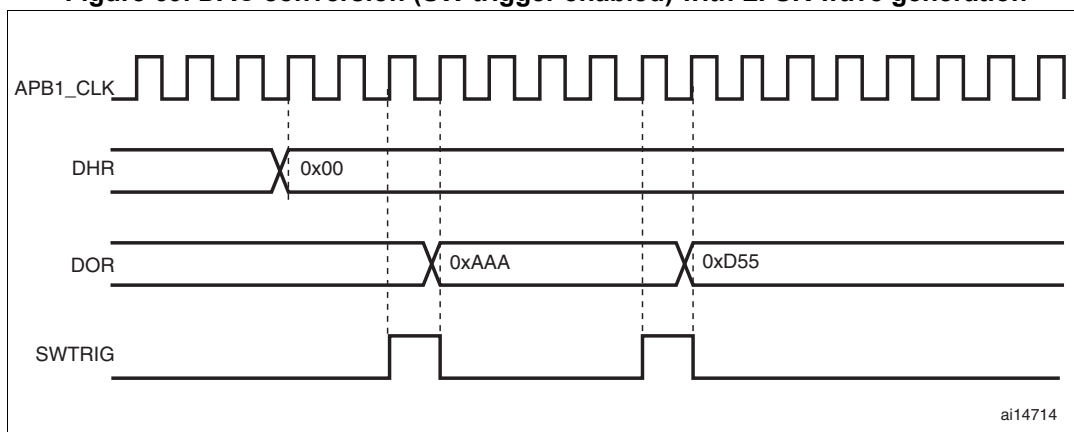 APB1_CLK
DHR
0x00
DOR
0xAAA
0xD55
SWTRIG
ai14714